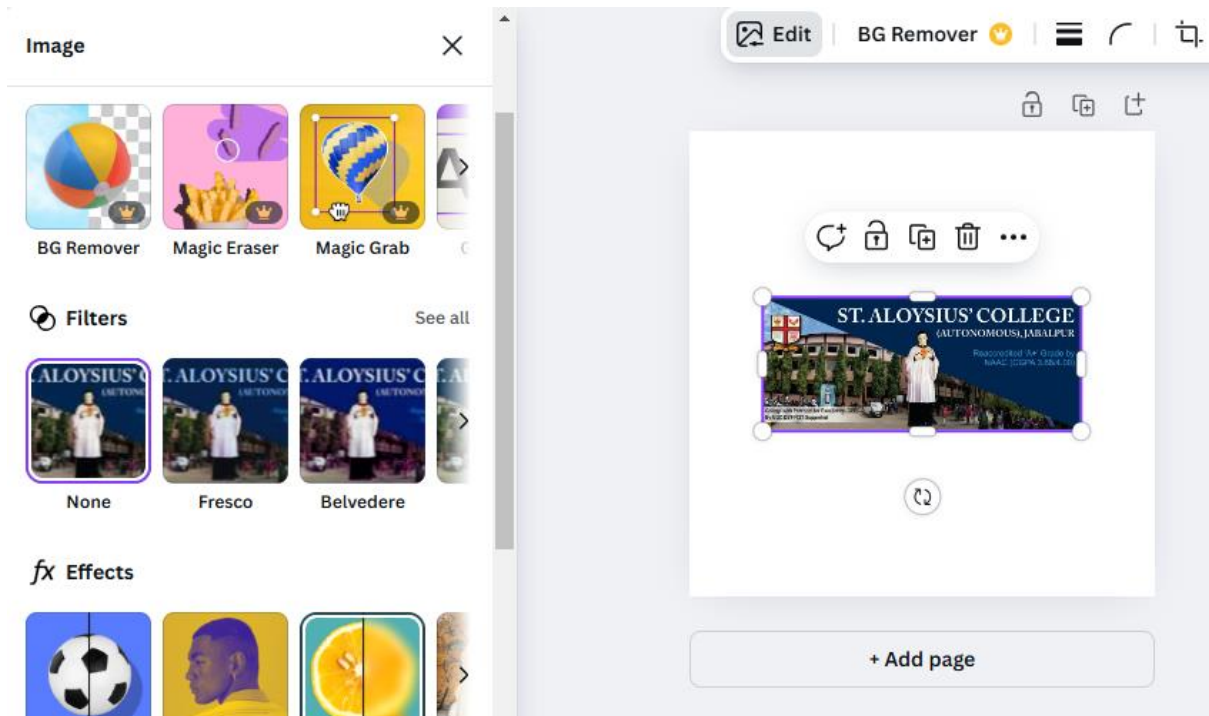 Image
BG Remover
Magic Eraser
Magic Grab
Filters
See all
ALOYSIUS' C
T. ALOYSIUS' C
T. ALOYSIUS' C
None
Fresco
Belvedere
fx Effects
Edit
BG Remover
ST. ALOYSIUS' COLLEGE
(AUTONOMOUS), JABALPUR
Reaccredited 'A+' Grade by
NAAC (CGPA 3.68/4.00)
+ Add page